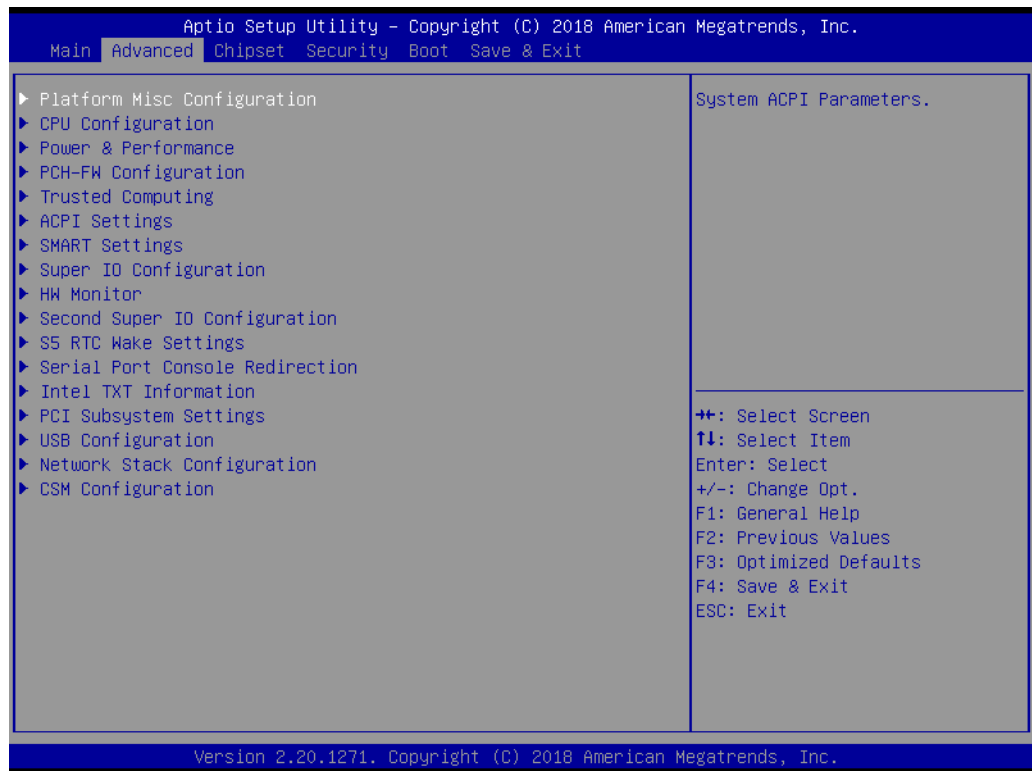 Aptio Setup Utility – Copyright (C) 2018 American Megatrends, Inc.
Main Advanced Chipset Security Boot Save & Exit
▶ Platform Misc Configuration
▶ CPU Configuration
▶ Power & Performance
▶ PCH-FW Configuration
▶ Trusted Computing
▶ ACPI Settings
▶ SMART Settings
▶ Super IO Configuration
▶ HW Monitor
▶ Second Super IO Configuration
▶ S5 RTC Wake Settings
▶ Serial Port Console Redirection
▶ Intel TXT Information
▶ PCI Subsystem Settings
▶ USB Configuration
▶ Network Stack Configuration
▶ CSM Configuration
System ACPI Parameters.
→←: Select Screen
↑↓: Select Item
Enter: Select
+/-: Change Opt.
F1: General Help
F2: Previous Values
F3: Optimized Defaults
F4: Save & Exit
ESC: Exit
Version 2.20.1271. Copyright (C) 2018 American Megatrends, Inc.